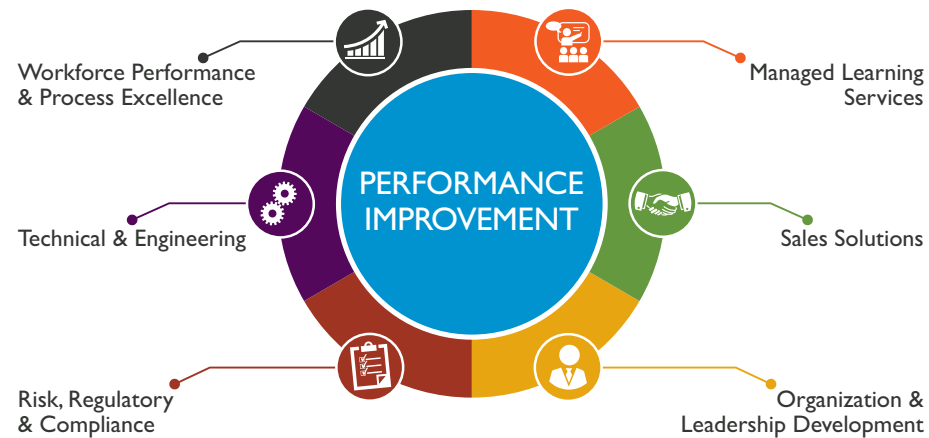 Workforce Performance
& Process Excellence
Managed Learning
Services
PERFORMANCE
IMPROVEMENT
Technical & Engineering
Sales Solutions
Risk, Regulatory
& Compliance
Organization &
Leadership Development